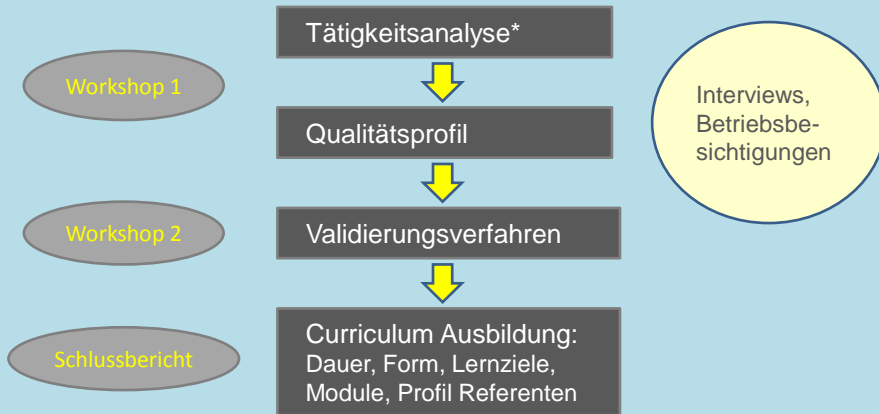 Tätigkeitsanalyse*
Workshop 1
Interviews,
Betriebsbe-
sichtigungen
Qualitätsprofil
Workshop 2
Validierungsverfahren
Schlussbericht
Curriculum Ausbildung:
Dauer, Form, Lernziele,
Module, Profil Referenten